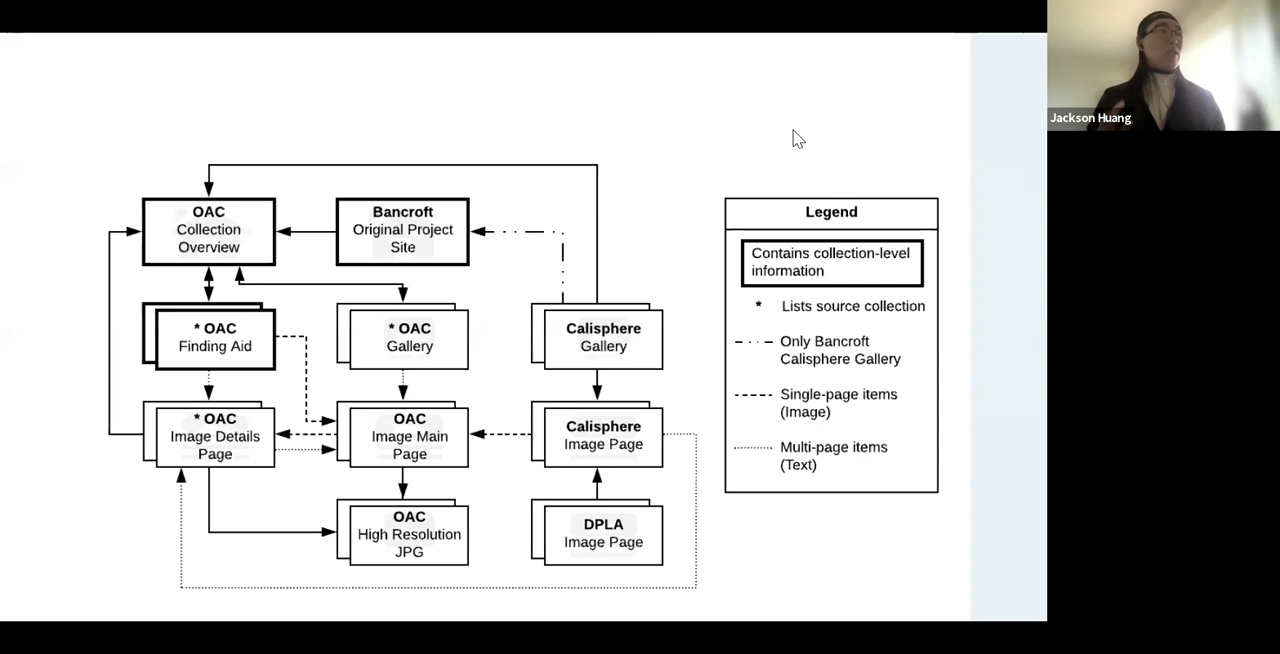 Jackson Huang
OAC
Collection
Overview
Bancroft
Original Project
Site
* OAC
Finding Aid
* OAC
Gallery
Calisphere
Gallery
* OAC
Image Details
Page
OAC
Image Main
Page
Calisphere
Image Page
OAC
High Resolution
JPG
DPLA
Image Page
Legend
Contains collection-level
information
* Lists source collection
Only Bancroft
Calisphere Gallery
Single-page items
(Image)
Multi-page items
(Text)